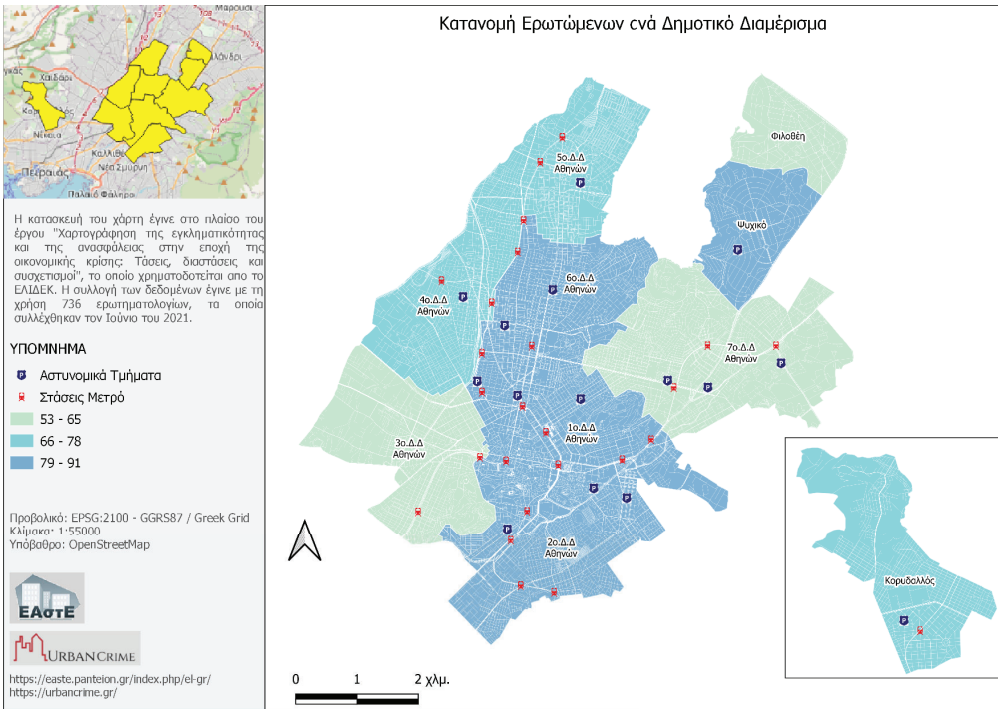 Κατανομή Ερωτώμενων ςνά Δημοτικό Διαμέρισμα
Μαρούσι
Χαϊδάρι
λάνδρι
Νίκαια
Καλλιθέ
Νέα Σμύρνη
Πειραιάς
Παλαιό Φάληρο
Η κατασκευή του χάρτη έγινε στο πλαίσιο του
έργου "Χαρτογράφηση της εγκληματικότητας
και της ανασφάλειας στην εποχή της
οικονομικής κρίσης: Τάσεις, διαστάσεις και
συσχετισμοί", το οποίο χρηματοδοτείται απο το
ΕΛΙΔΕΚ. Η συλλογή των δεδομένων έγινε με τη
χρήση 736 ερωτηματολογίων, τα οποία
συλλέχθηκαν τον Ιούνιο του 2021.
ΥΠΟΜΝΗΜΑ
Αστυνομικά Τμήματα
Στάσεις Μετρό
53 - 65
66 - 78
79 - 91
Προβολικό: EPSG:2100 - GGRS87 / Greek Grid
Κλίμακα: 1:55000
Υπόβαθρο: OpenStreetMap
ΕΑστΕ
URBANCRIME
https://easte.panteion.gr/index.php/el-gr/
https://urbancrime.gr/
Φιλοθέη
5ο.Δ.Δ
Αθηνών
Ψυχικό
6ο.Δ.Δ
Αθηνών
4ο.Δ.Δ
Αθηνών
7ο.Δ.Δ
Αθηνών
1ο.Δ.Δ
Αθηνών
3ο.Δ.Δ
Αθηνών
2ο.Δ.Δ
Αθηνών
Κορυδαλλός
0 1 2 χλμ.